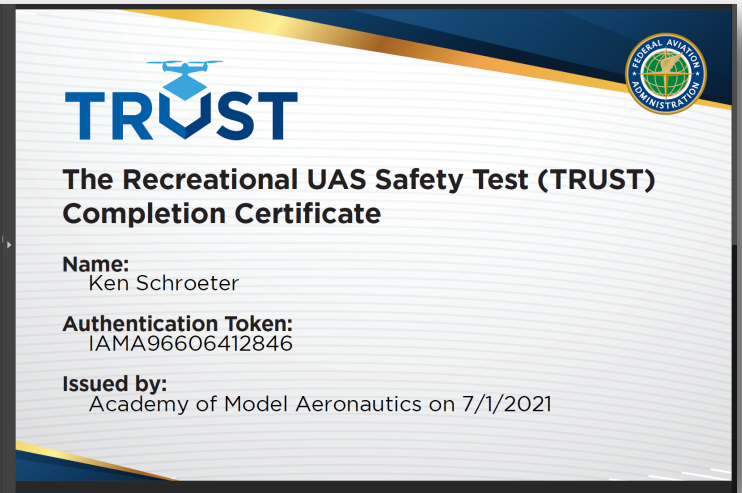 FEDERAL AVIATION
ADMINISTRATION
TRUST
The Recreational UAS Safety Test (TRUST)
Completion Certificate
Name:
Ken Schroeter
Authentication Token:
IAMA96606412846
Issued by:
Academy of Model Aeronautics on 7/1/2021